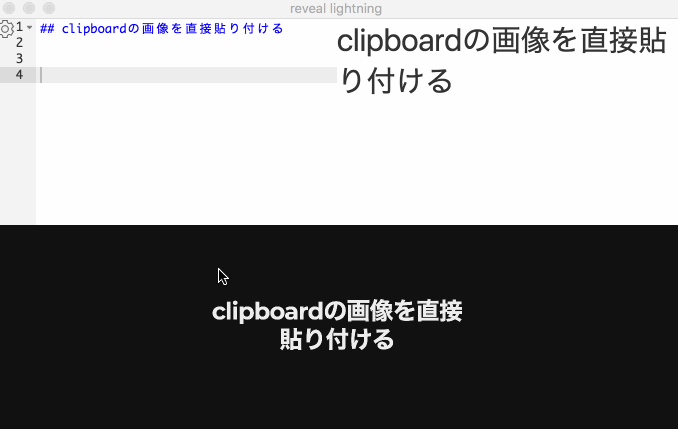 reveal lightning
1 ## clipboardの画像を直接貼り付ける
2
3
4
clipboardの画像を直接貼
り付ける
clipboardの画像を直接
貼り付ける